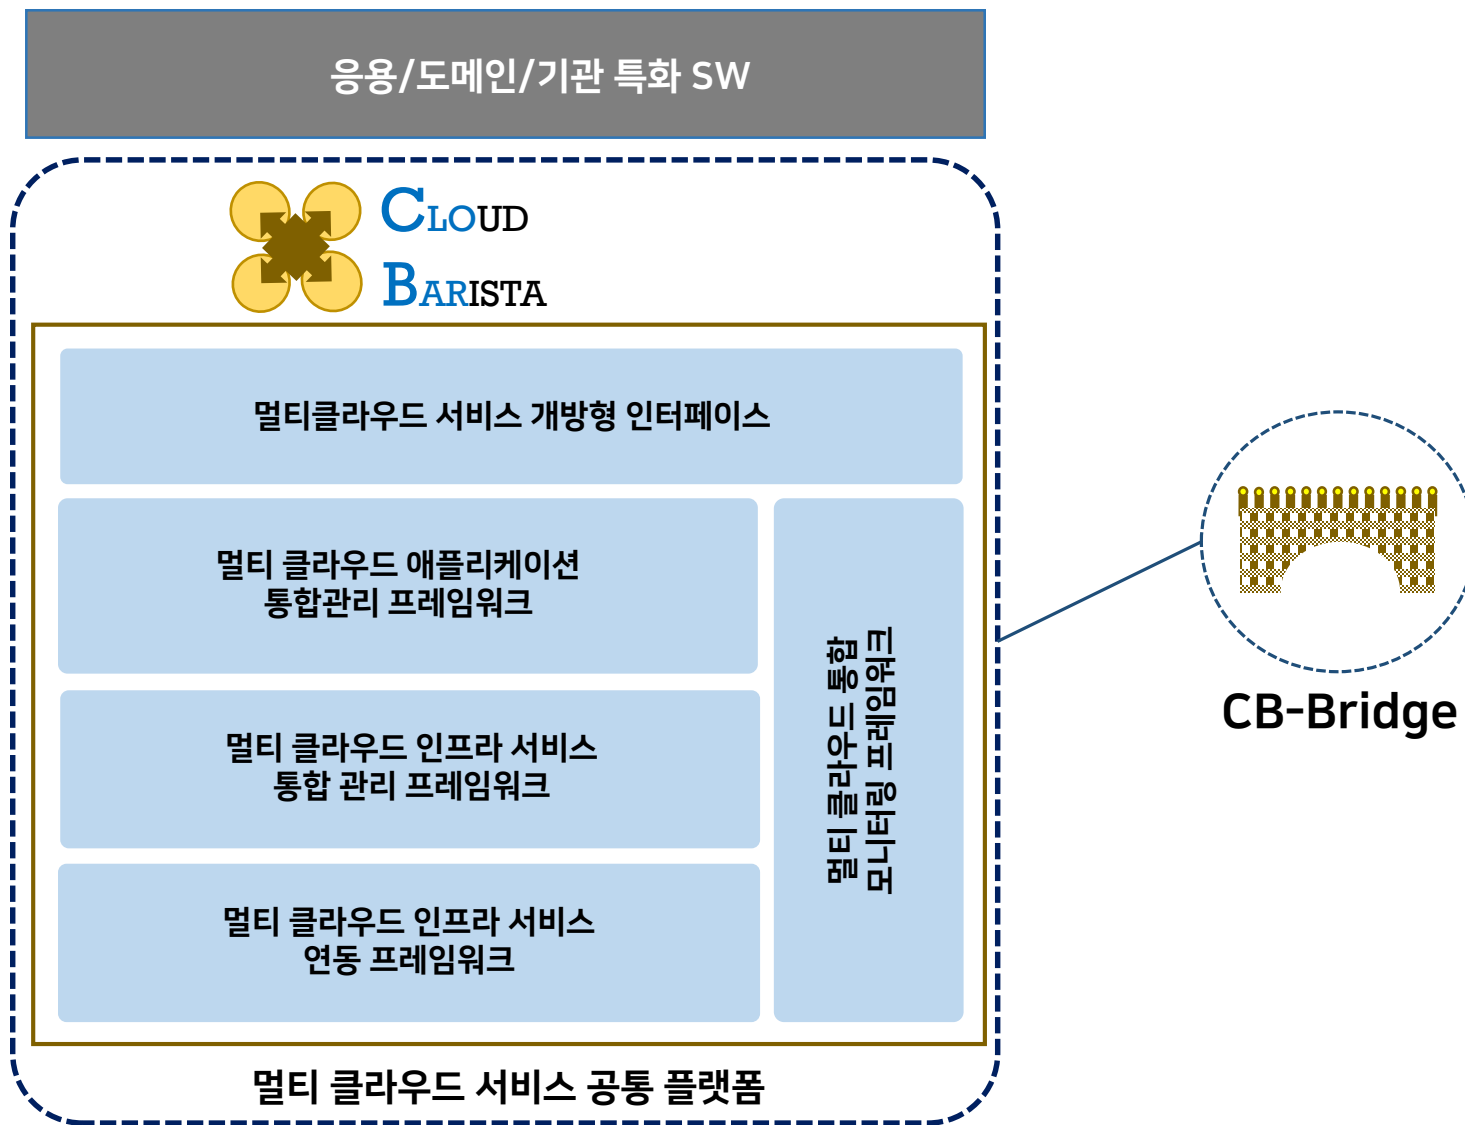 응용/도메인/기관 특화 SW
CLOUD
BARISTA
멀티클라우드 서비스 개방형 인터페이스
멀티 클라우드 애플리케이션
통합관리 프레임워크
멀티 클라우드 통합
모니터링 프레임워크
멀티 클라우드 인프라 서비스
통합 관리 프레임워크
멀티 클라우드 인프라 서비스
연동 프레임워크
멀티 클라우드 서비스 공통 플랫폼
CB-Bridge